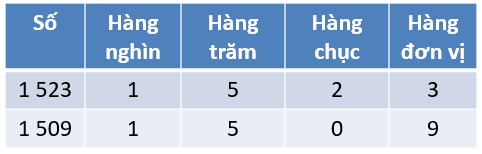 Số Hàng nghìn Hàng trăm Hàng chục Hàng đơn vị
1 523 1 5 2 3
1 509 1 5 0 9